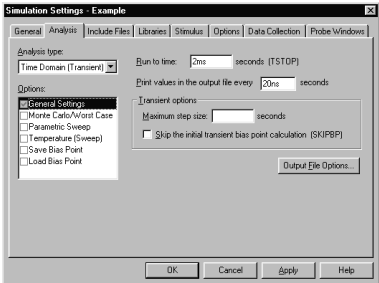 Simulation Settings - Example
General Analysis Include Files Libraries Stimulus Options Data Collection Probe Windows
Analysis type:
Time Domain (Transient)
Options:
General Settings
Monte Carlo/Worst Case
Parametric Sweep
Temperature (Sweep)
Save Bias Point
Load Bias Point
Run to time: 2ms seconds (TSTOP)
Print values in the output file every 20ns seconds
Transient options
Maximum step size: seconds
Skip the initial transient bias point calculation (SKIPBP)
Output File Options...
OK Cancel Apply Help